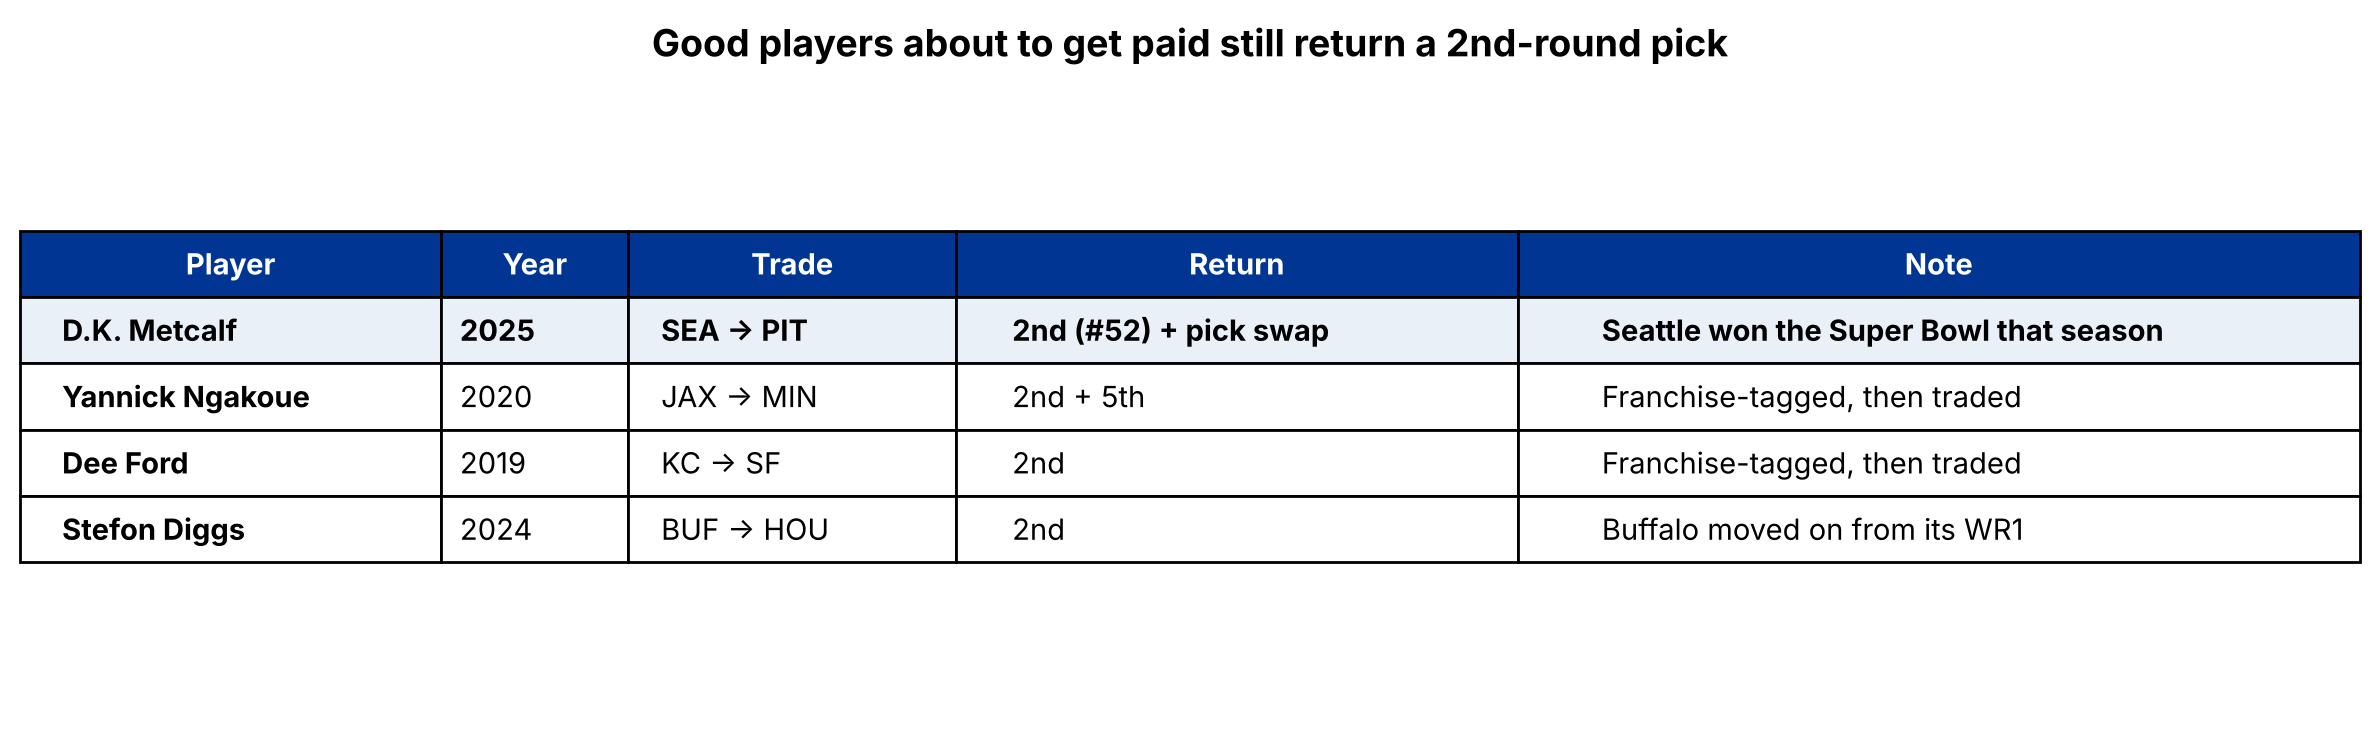 Good players about to get paid still return a 2nd-round pick
Player Year Trade Return Note
D.K. Metcalf 2025 SEA → PIT 2nd (#52) + pick swap Seattle won the Super Bowl that season
Yannick Ngakoue 2020 JAX → MIN 2nd + 5th Franchise-tagged, then traded
Dee Ford 2019 KC → SF 2nd Franchise-tagged, then traded
Stefon Diggs 2024 BUF → HOU 2nd Buffalo moved on from its WR1